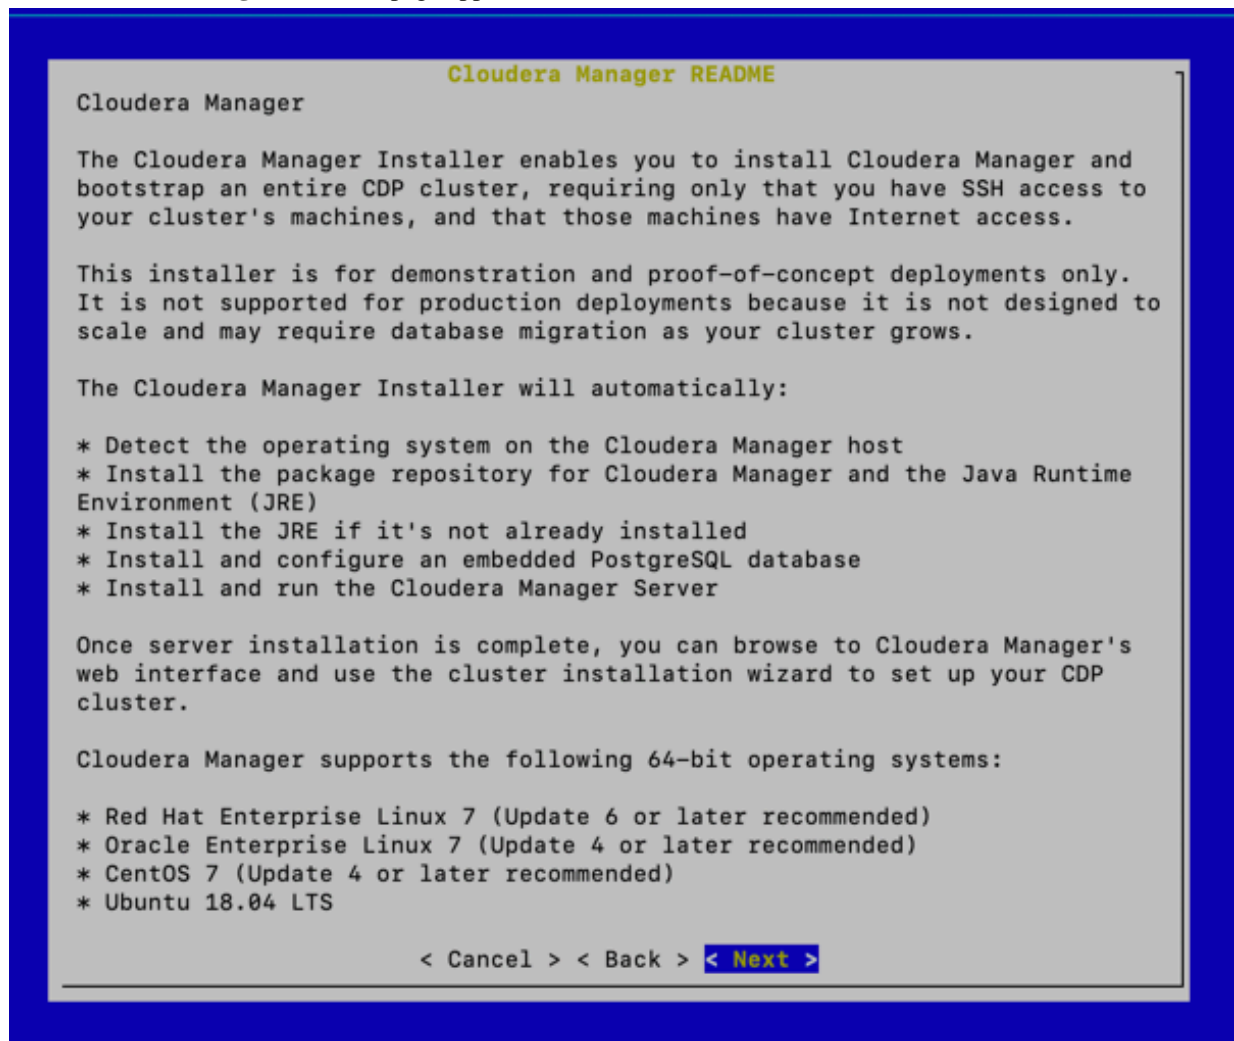 Cloudera Manager README
Cloudera Manager
The Cloudera Manager Installer enables you to install Cloudera Manager and
bootstrap an entire CDP cluster, requiring only that you have SSH access to
your cluster's machines, and that those machines have Internet access.
This installer is for demonstration and proof-of-concept deployments only.
It is not supported for production deployments because it is not designed to
scale and may require database migration as your cluster grows.
The Cloudera Manager Installer will automatically:
* Detect the operating system on the Cloudera Manager host
* Install the package repository for Cloudera Manager and the Java Runtime
Environment (JRE)
* Install the JRE if it's not already installed
* Install and configure an embedded PostgreSQL database
* Install and run the Cloudera Manager Server
Once server installation is complete, you can browse to Cloudera Manager's
web interface and use the cluster installation wizard to set up your CDP
cluster.
Cloudera Manager supports the following 64-bit operating systems:
* Red Hat Enterprise Linux 7 (Update 6 or later recommended)
* Oracle Enterprise Linux 7 (Update 4 or later recommended)
* CentOS 7 (Update 4 or later recommended)
* Ubuntu 18.04 LTS
< Cancel > < Back > < Next >